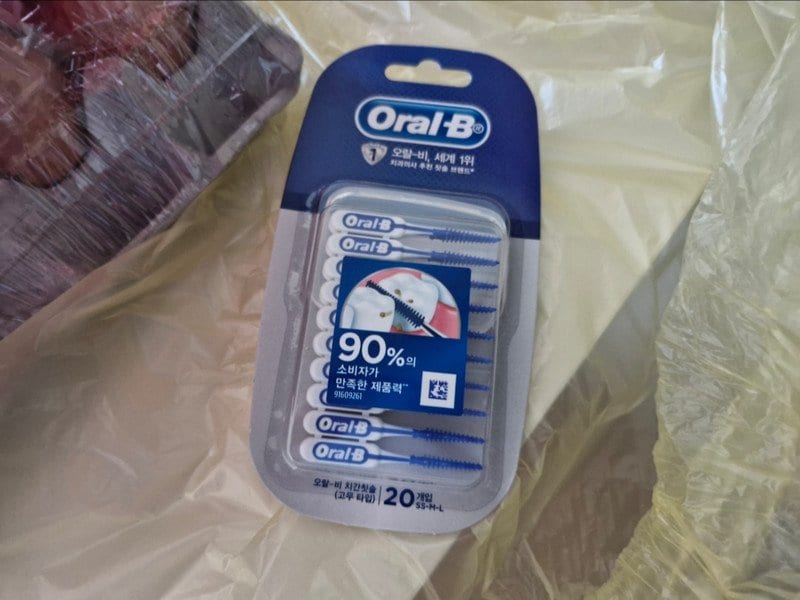 Oral-B®
1
오랄-비, 세계 1위
치과의사 추천 칫솔 브랜드*
Oral-B
Oral-B
90%의
소비자가
만족한 제품력**
91609261
Oral-B
Oral-B
오랄-비 치간칫솔
(고무 타입)
20개입
SS-M-L